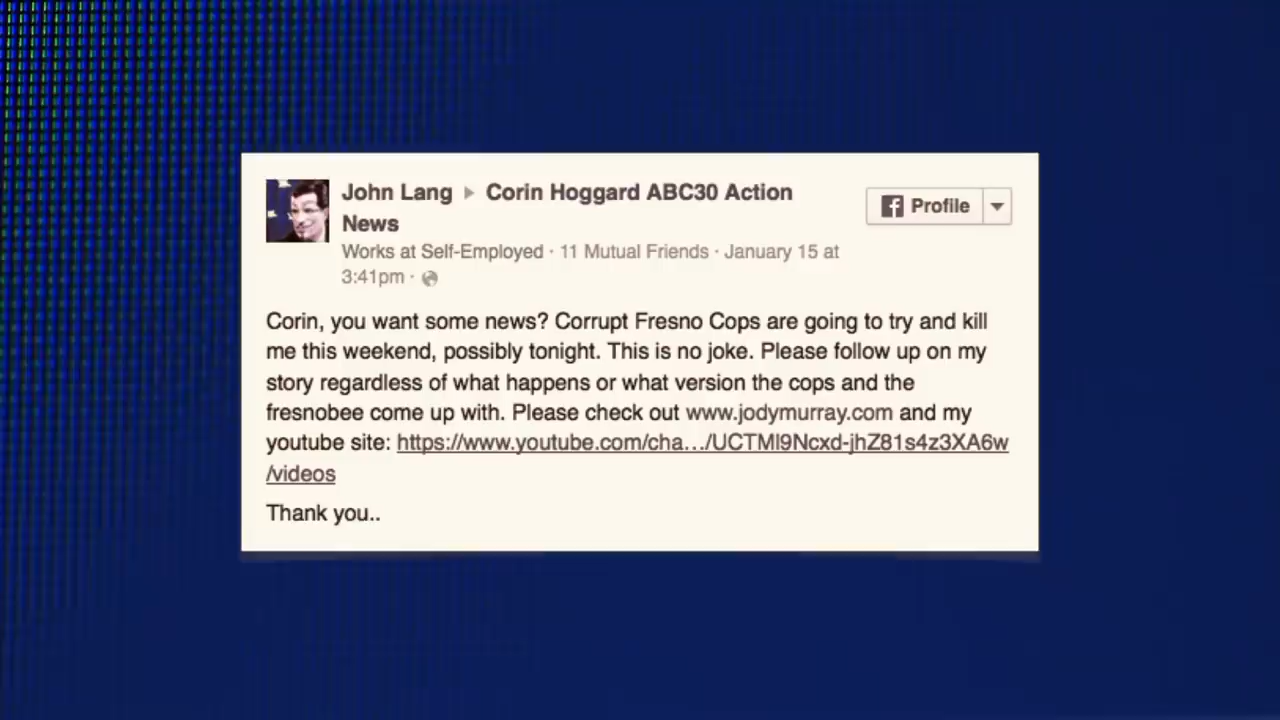 John Lang ▸ Corin Hoggard ABC30 Action
News
Profile
Works at Self-Employed · 11 Mutual Friends · January 15 at
3:41pm ·
Corin, you want some news? Corrupt Fresno Cops are going to try and kill
me this weekend, possibly tonight. This is no joke. Please follow up on my
story regardless of what happens or what version the cops and the
fresnobee come up with. Please check out www.jodymurray.com and my
youtube site: https://www.youtube.com/cha…/UCTMl9Ncxd-jhZ81s4z3XA6w
/videos
Thank you..